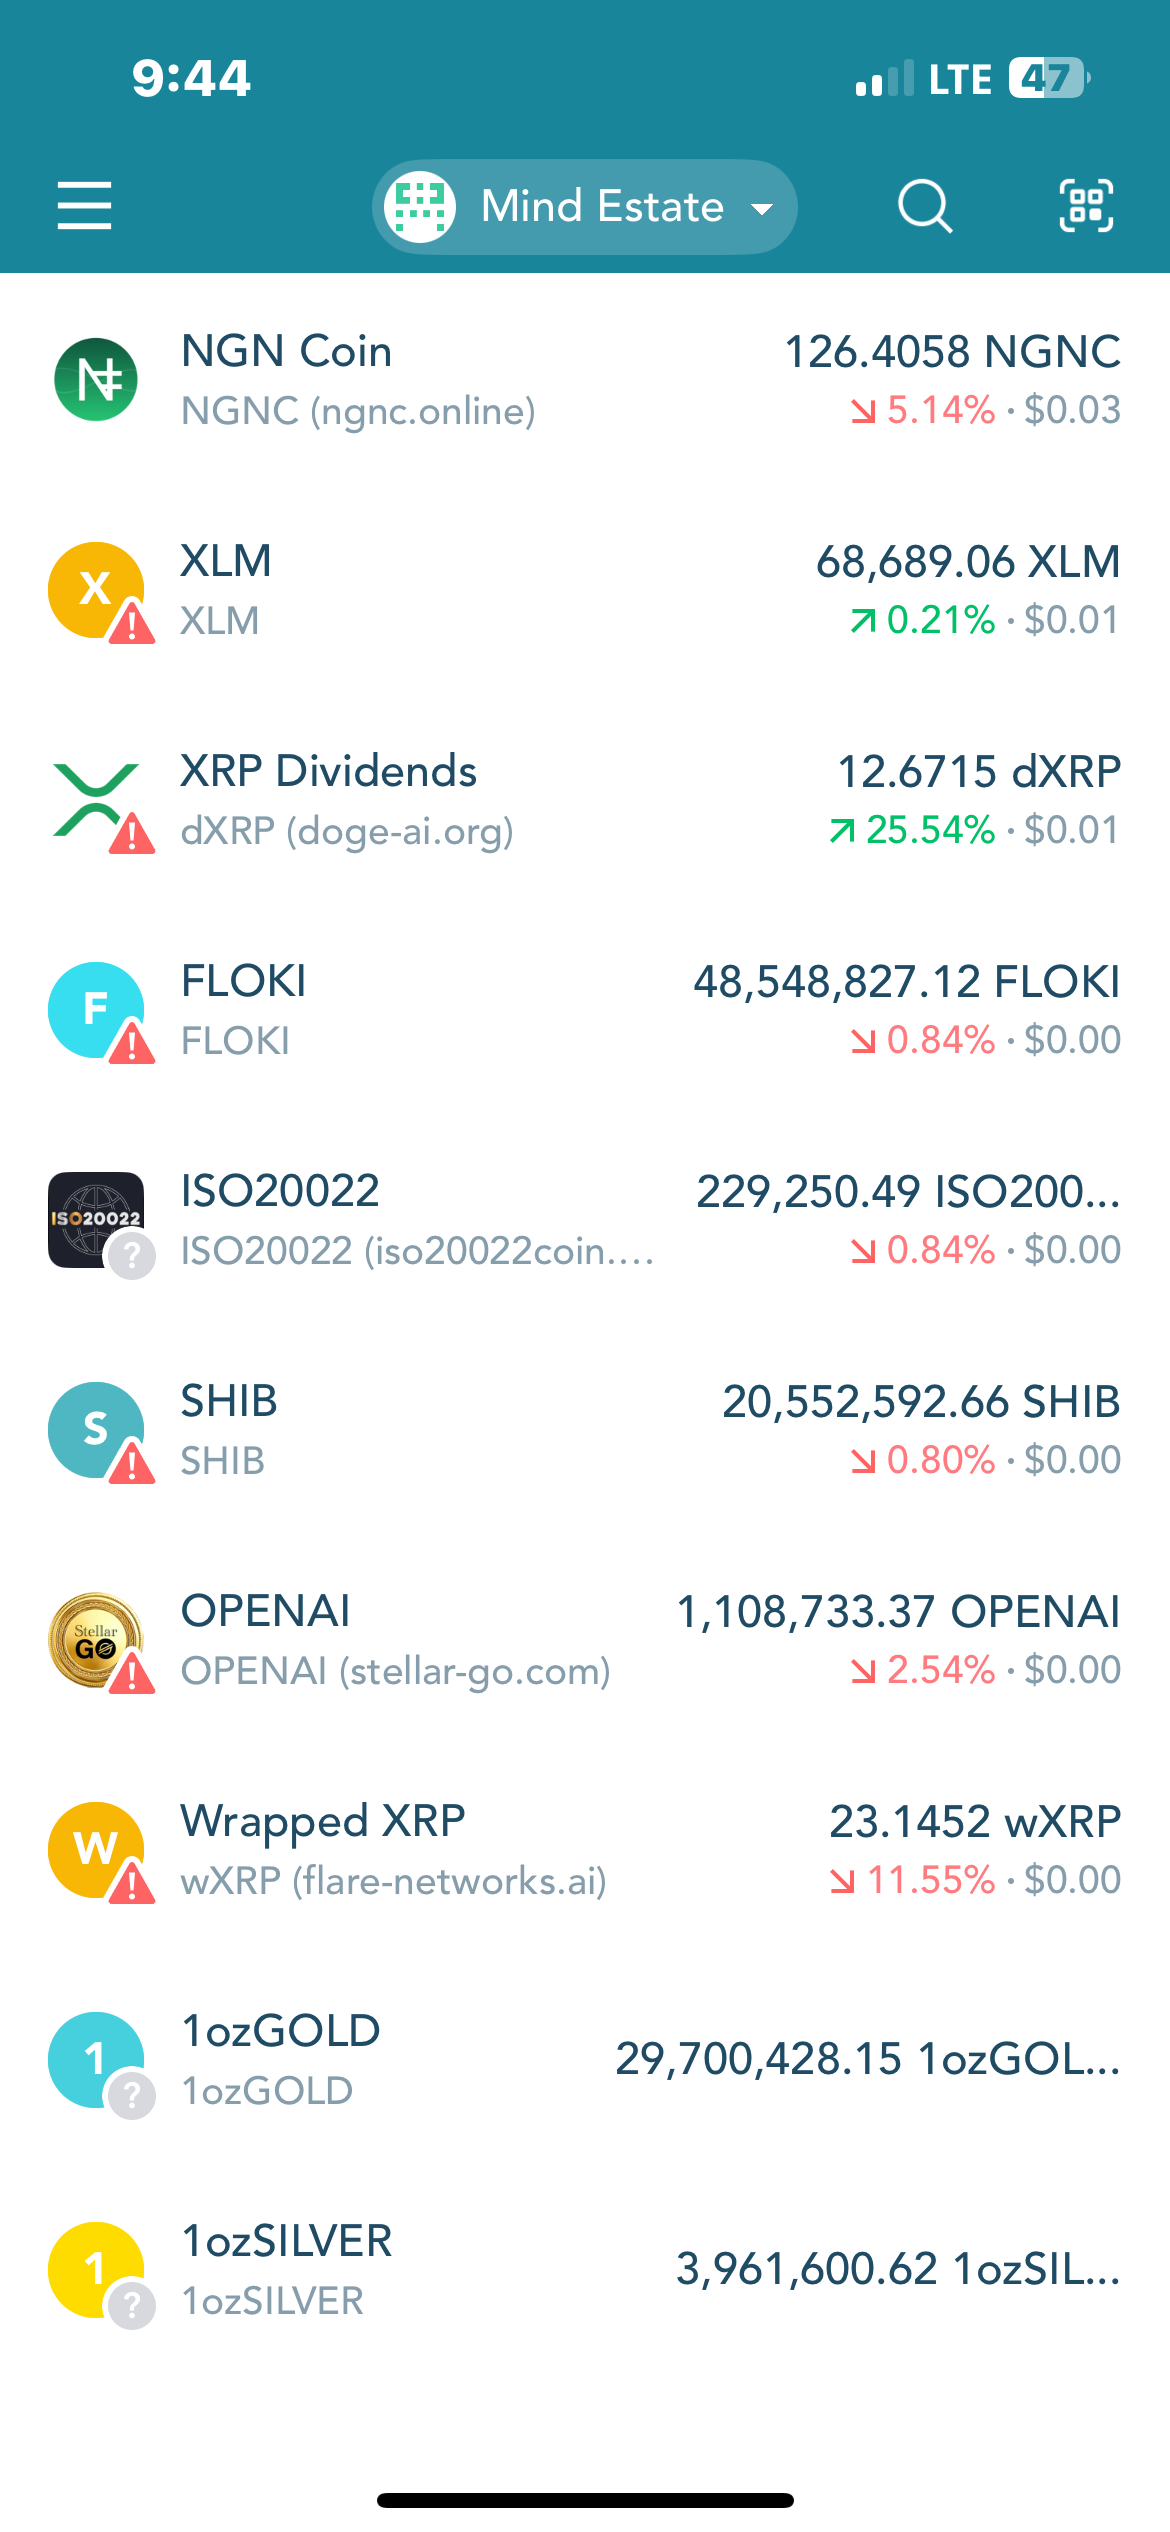 9:44
LTE 47
Mind Estate
NGN Coin
126.4058 NGNC
NGNC (ngnc.online)
5.14% · $0.03
X
XLM
68,689.06 XLM
XLM
0.21% · $0.01
XRP Dividends
12.6715 dXRP
dXRP (doge-ai.org)
25.54% · $0.01
F
FLOKI
48,548,827.12 FLOKI
FLOKI
0.84% · $0.00
ISO20022
ISO20022
229,250.49 ISO200...
ISO20022 (iso20022coin....
0.84% · $0.00
?
S
SHIB
20,552,592.66 SHIB
SHIB
0.80% · $0.00
Stellar
GO
OPENAI
1,108,733.37 OPENAI
OPENAI (stellar-go.com)
2.54% · $0.00
W
Wrapped XRP
23.1452 wXRP
wXRP (flare-networks.ai)
11.55% · $0.00
1
1ozGOLD
29,700,428.15 1ozGOL...
1ozGOLD
?
1
1ozSILVER
3,961,600.62 1ozSIL...
1ozSILVER
?